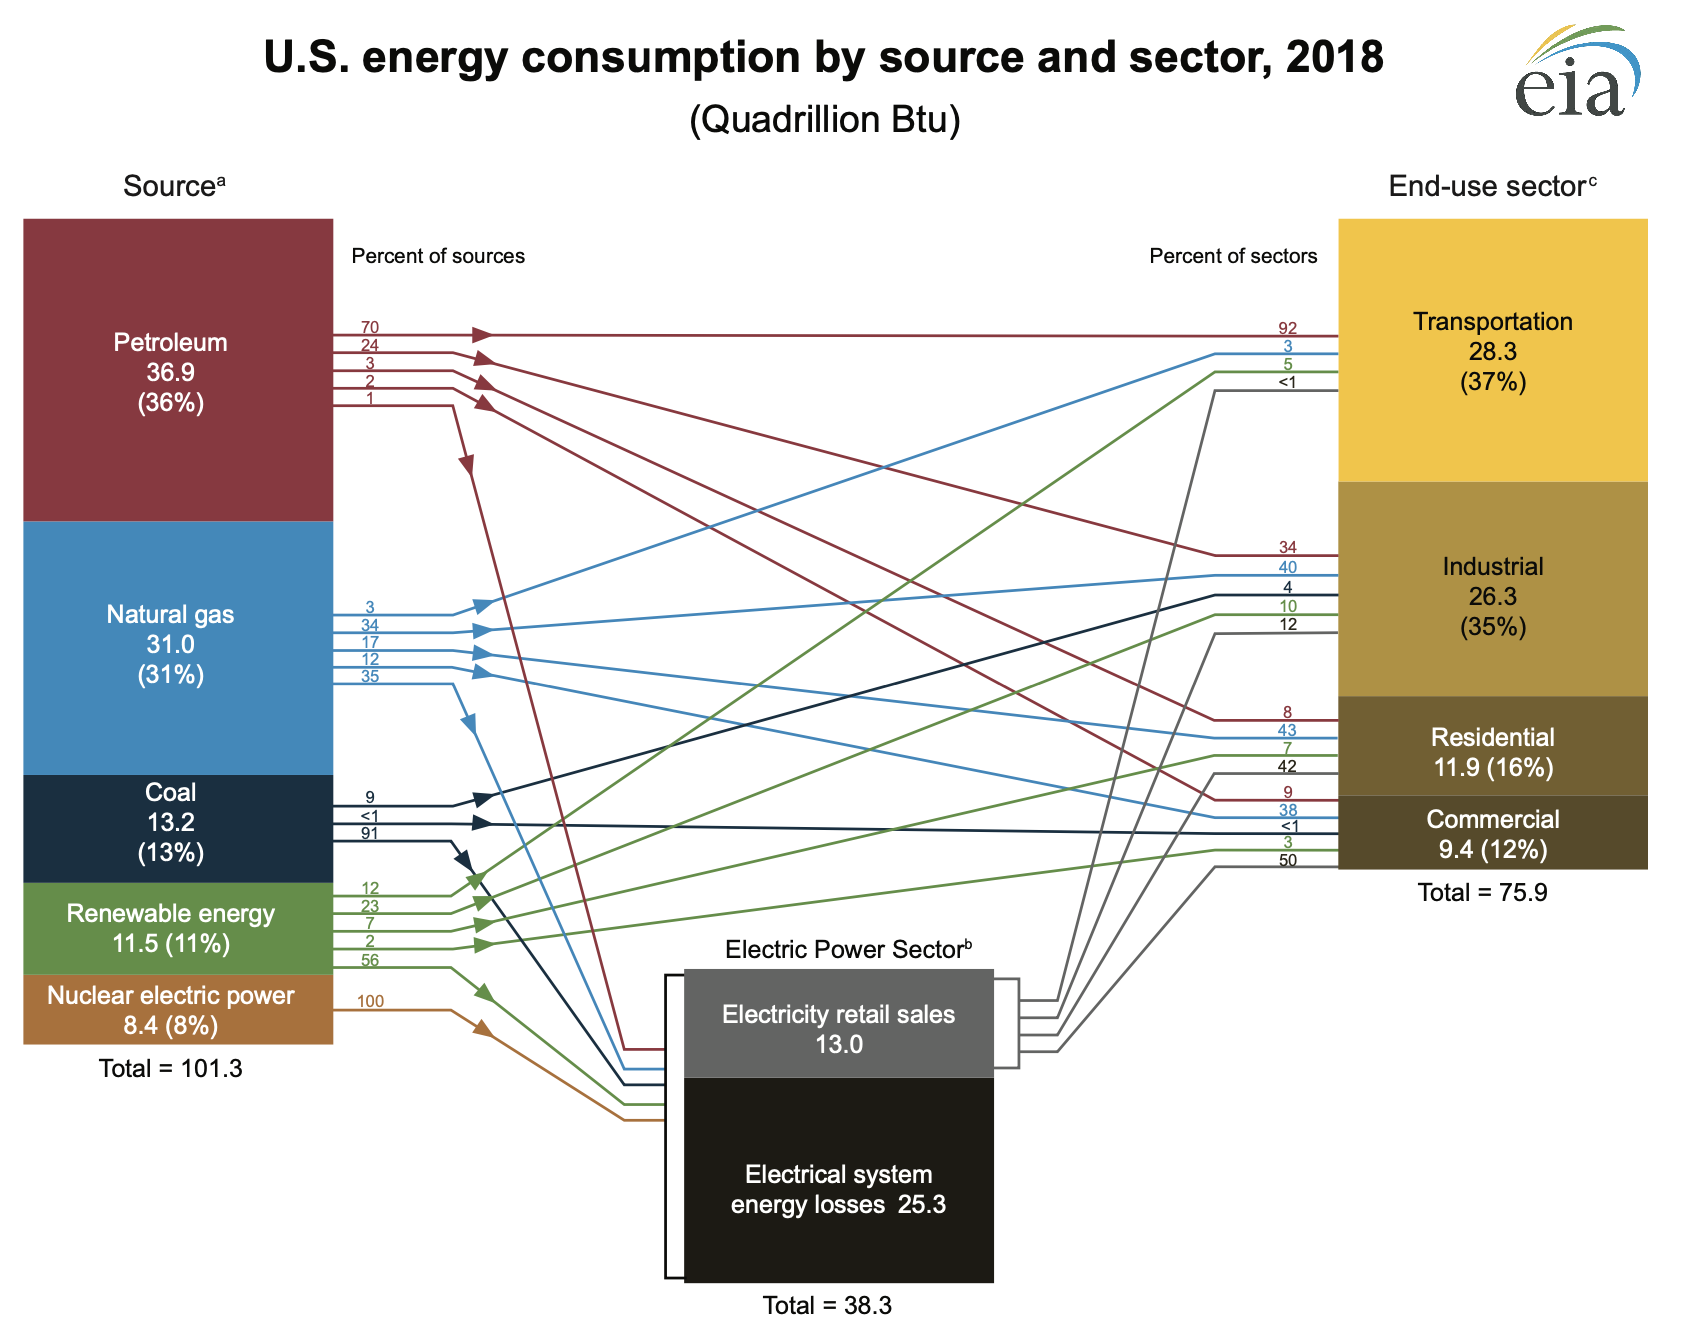 U.S. energy consumption by source and sector, 2018
(Quadrillion Btu)
eia
Sourceᵃ
End-use sectorᶜ
Percent of sources
Percent of sectors
Petroleum
36.9
(36%)
70
24
3
2
1
Natural gas
31.0
(31%)
3
34
17
12
35
Coal
13.2
(13%)
9
<1
91
Renewable energy
11.5 (11%)
12
23
7
2
56
Nuclear electric power
8.4 (8%)
100
Total = 101.3
92
3
5
<1
Transportation
28.3
(37%)
34
40
4
10
12
Industrial
26.3
(35%)
8
43
7
42
Residential
11.9 (16%)
9
38
<1
3
50
Commercial
9.4 (12%)
Total = 75.9
Electric Power Sectorᵇ
Electricity retail sales
13.0
Electrical system
energy losses 25.3
Total = 38.3